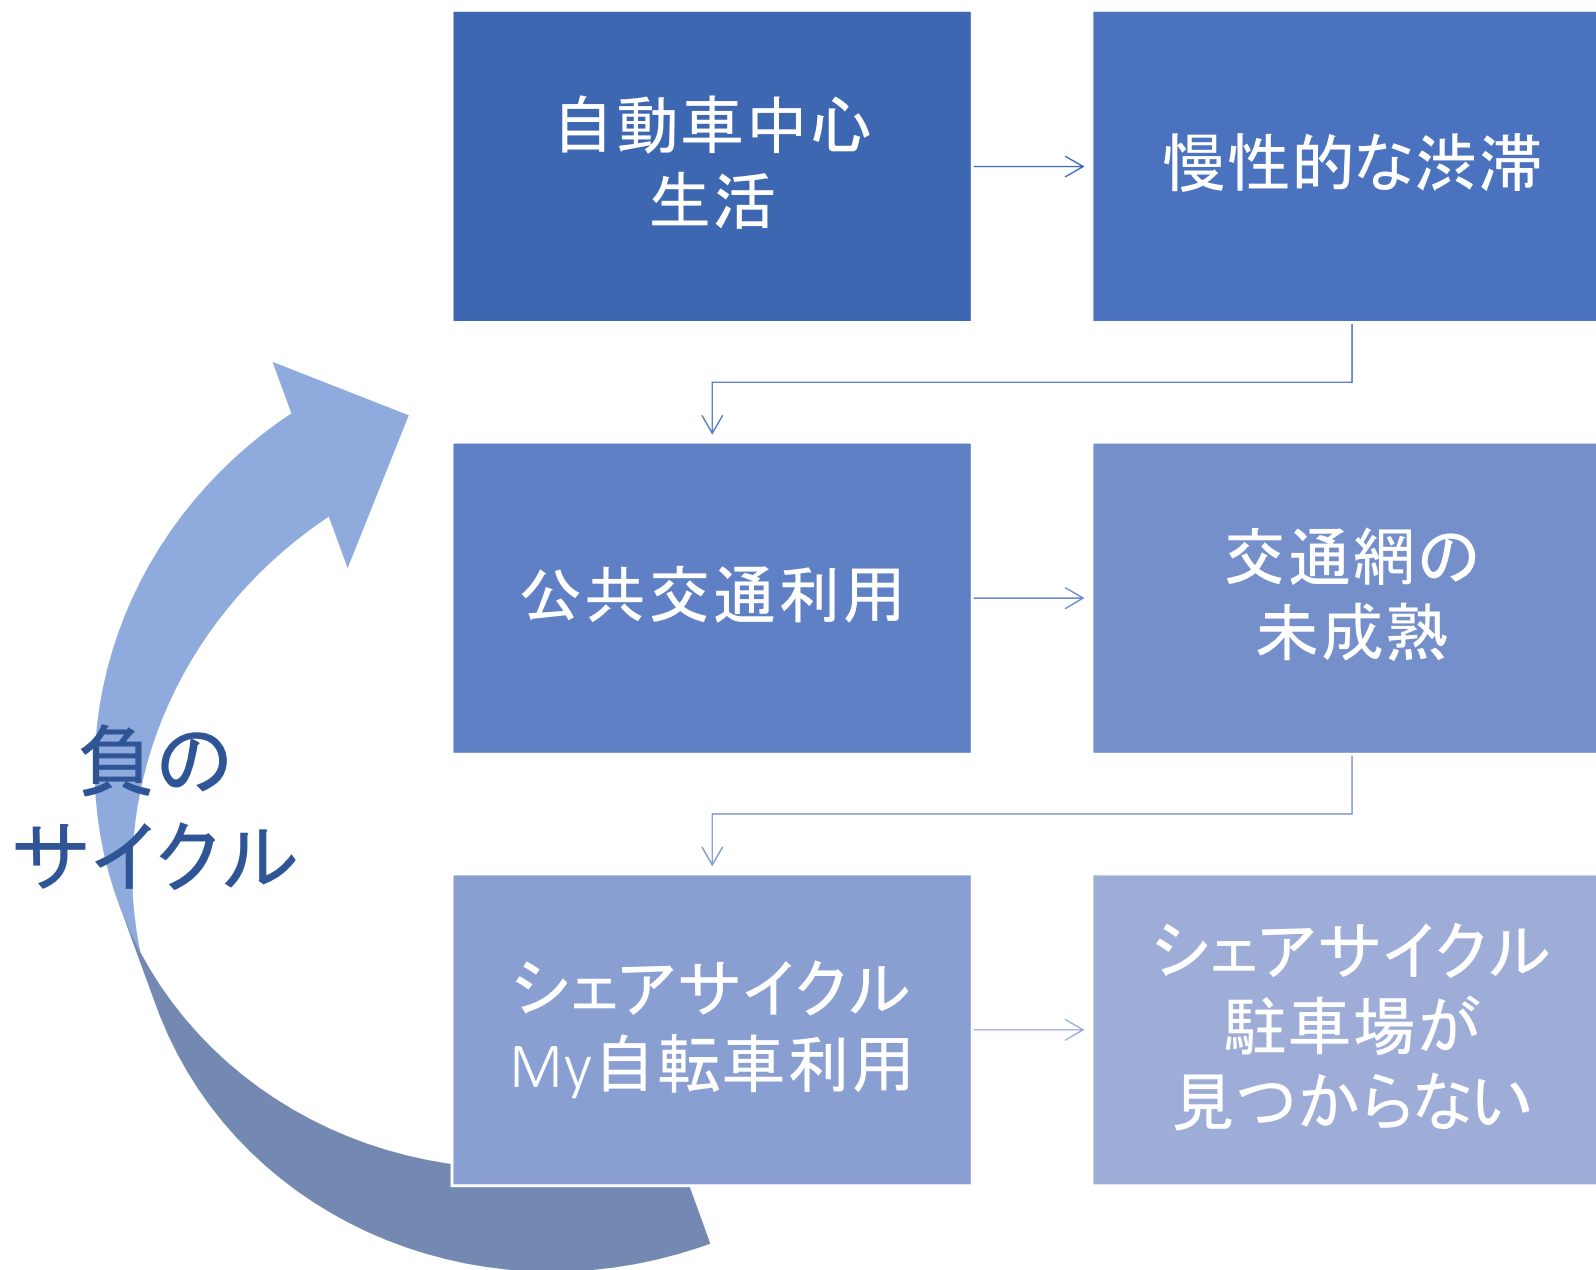 自動車中心
生活
慢性的な渋滞
公共交通利用
交通網の
未成熟
負の
サイクル
シェアサイクル
My自転車利用
シェアサイクル
駐車場が
見つからない